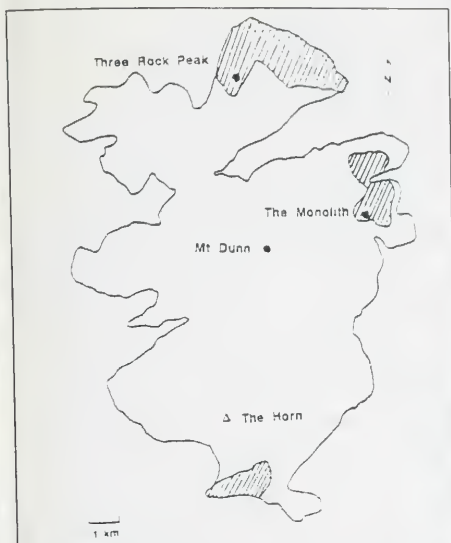 Three Rock Peak
The Monolith
Mt Dunn
Δ The Horn
1 km